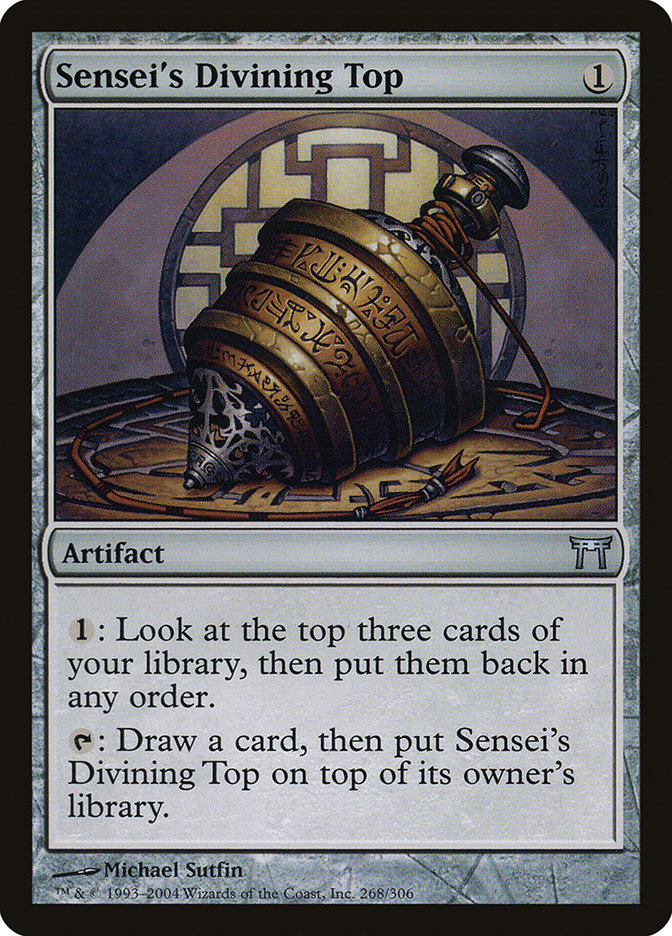 Sensei's Divining Top 1
Artifact
1: Look at the top three cards of
your library, then put them back in
any order.
: Draw a card, then put Sensei's
Divining Top on top of its owner's
library.
Michael Sutfin
™ & © 1993–2004 Wizards of the Coast, Inc. 268/306